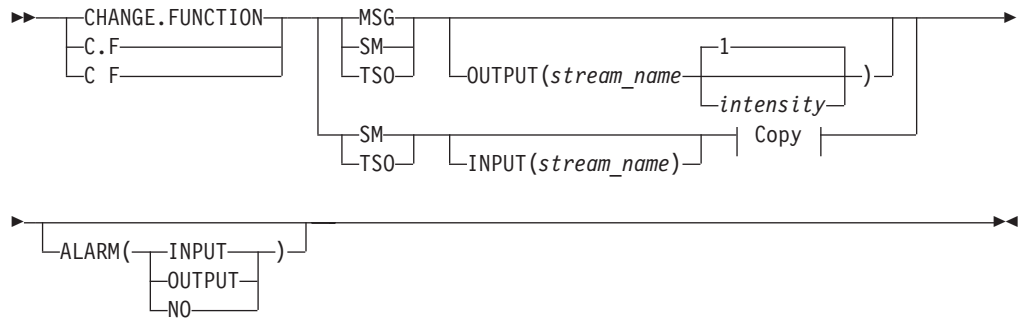 CHANGE.FUNCTION MSG
C.F SM 1
C F TSO OUTPUT(stream_name )
intensity
SM Copy
TSO INPUT(stream_name)
ALARM( INPUT )
OUTPUT
NO